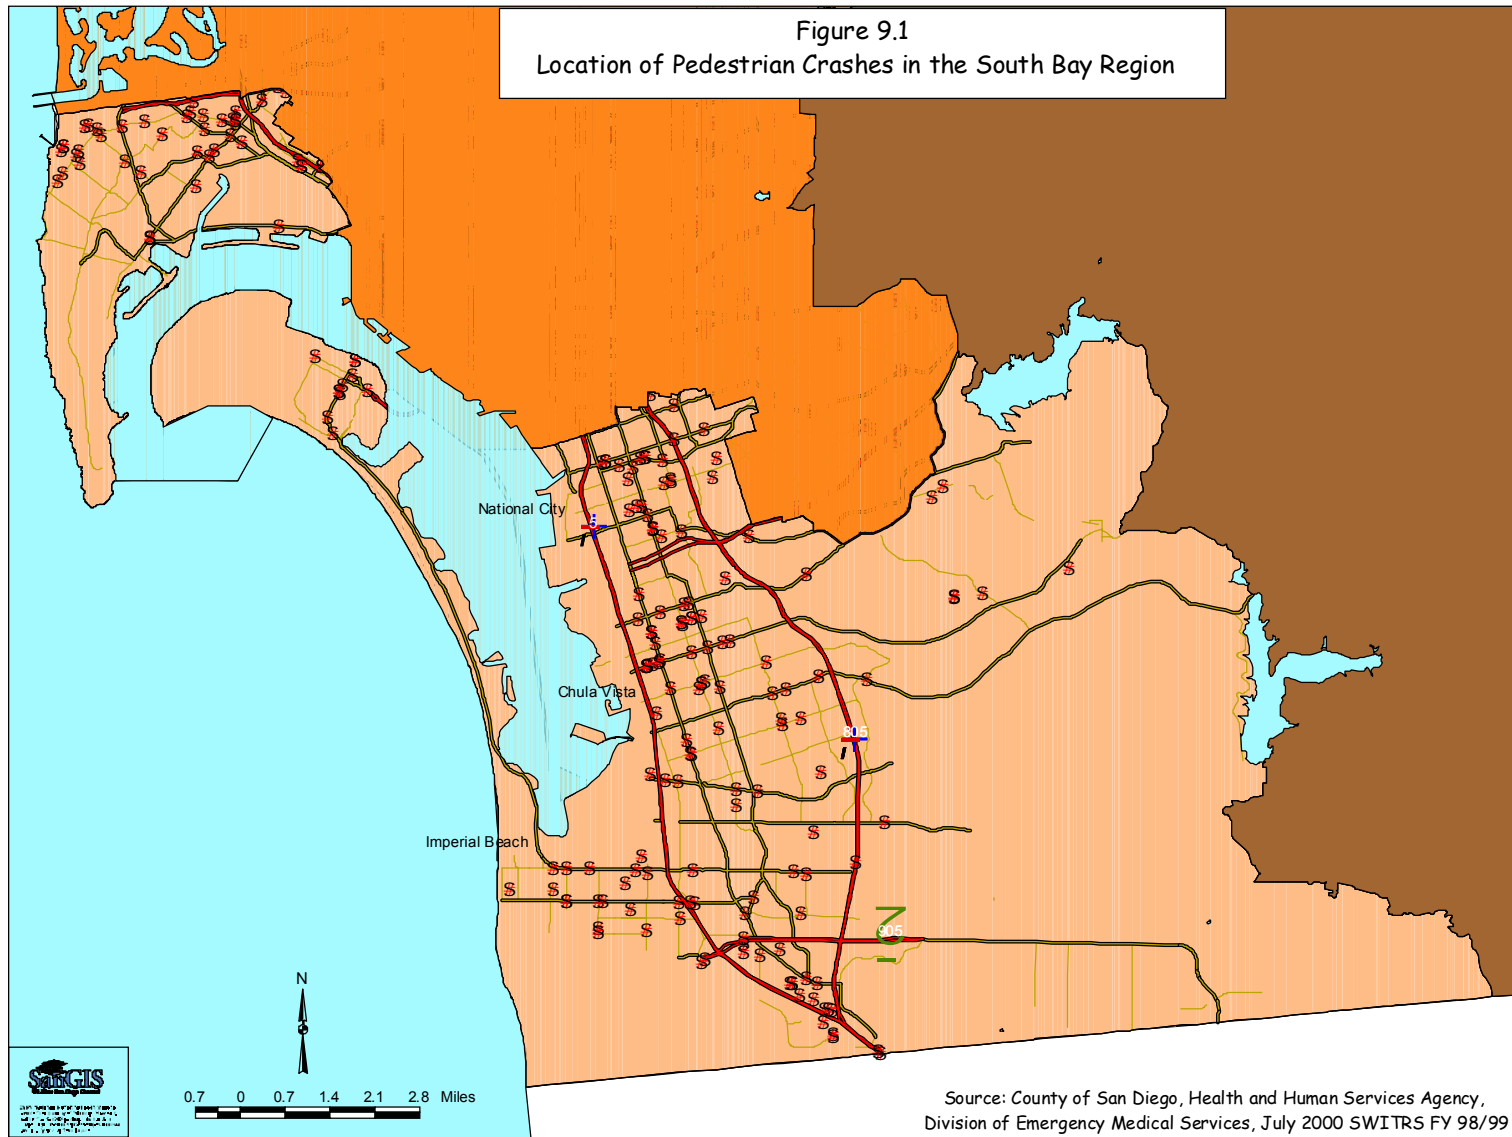 Figure 9.1
Location of Pedestrian Crashes in the South Bay Region
National City
5
Chula Vista
805
Imperial Beach
905
N
SanGIS
0.7 0 0.7 1.4 2.1 2.8 Miles
Source: County of San Diego, Health and Human Services Agency,
Division of Emergency Medical Services, July 2000 SWITRS FY 98/99